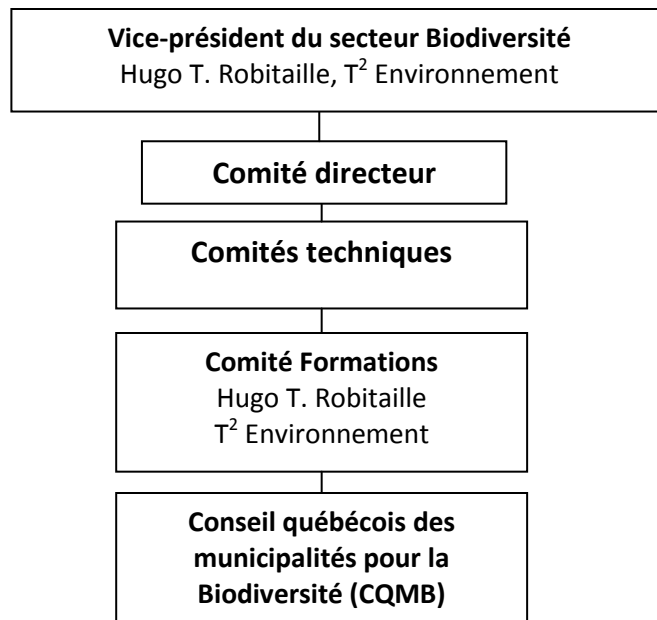 Vice-président du secteur Biodiversité
Hugo T. Robitaille, T² Environnement
Comité directeur
Comités techniques
Comité Formations
Hugo T. Robitaille
T² Environnement
Conseil québécois des
municipalités pour la
Biodiversité (CQMB)